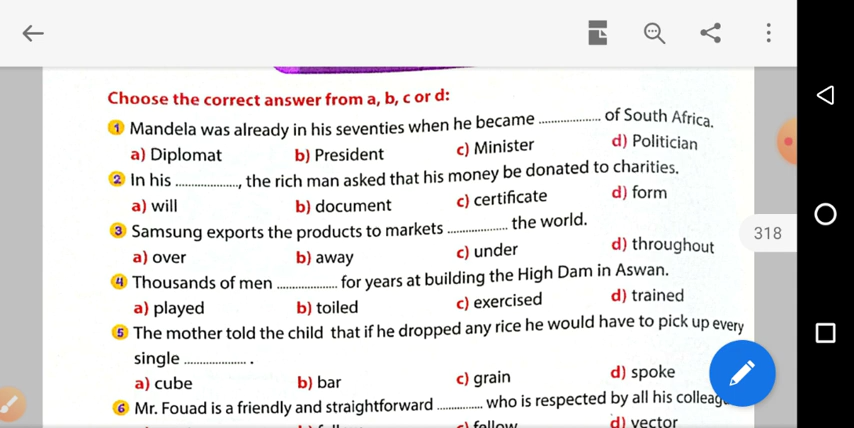 Choose the correct answer from a, b, c or d:
1 Mandela was already in his seventies when he became .................. of South Africa.
a) Diplomat b) President c) Minister d) Politician
2 In his .................., the rich man asked that his money be donated to charities.
a) will b) document c) certificate d) form
3 Samsung exports the products to markets .................. the world.
318
a) over b) away c) under d) throughout
4 Thousands of men .................. for years at building the High Dam in Aswan.
a) played b) toiled c) exercised d) trained
5 The mother told the child that if he dropped any rice he would have to pick up every
single .................. .
a) cube b) bar c) grain d) spoke
6 Mr. Fouad is a friendly and straightforward ............. who is respected by all his
c) fellow d) vector